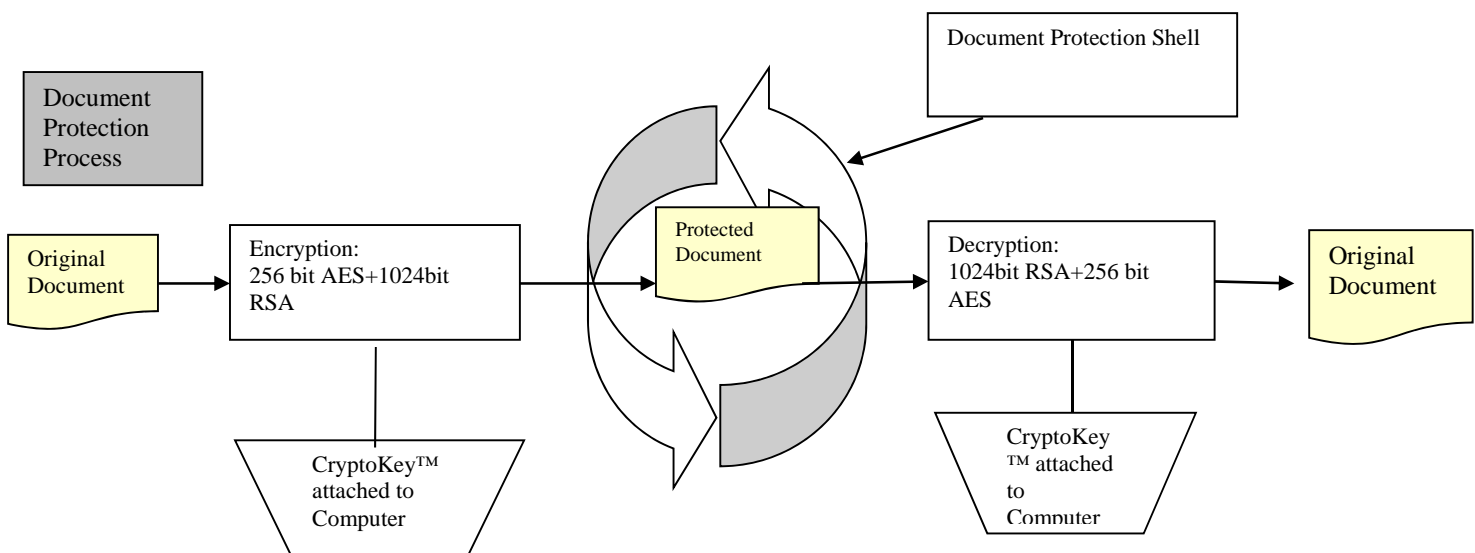 Document Protection Shell
Document
Protection
Process
Original
Document
Encryption:
256 bit AES+1024bit
RSA
Protected
Document
Decryption:
1024bit RSA+256 bit
AES
Original
Document
CryptoKey™
attached to
Computer
CryptoKey
™ attached
to
Computer